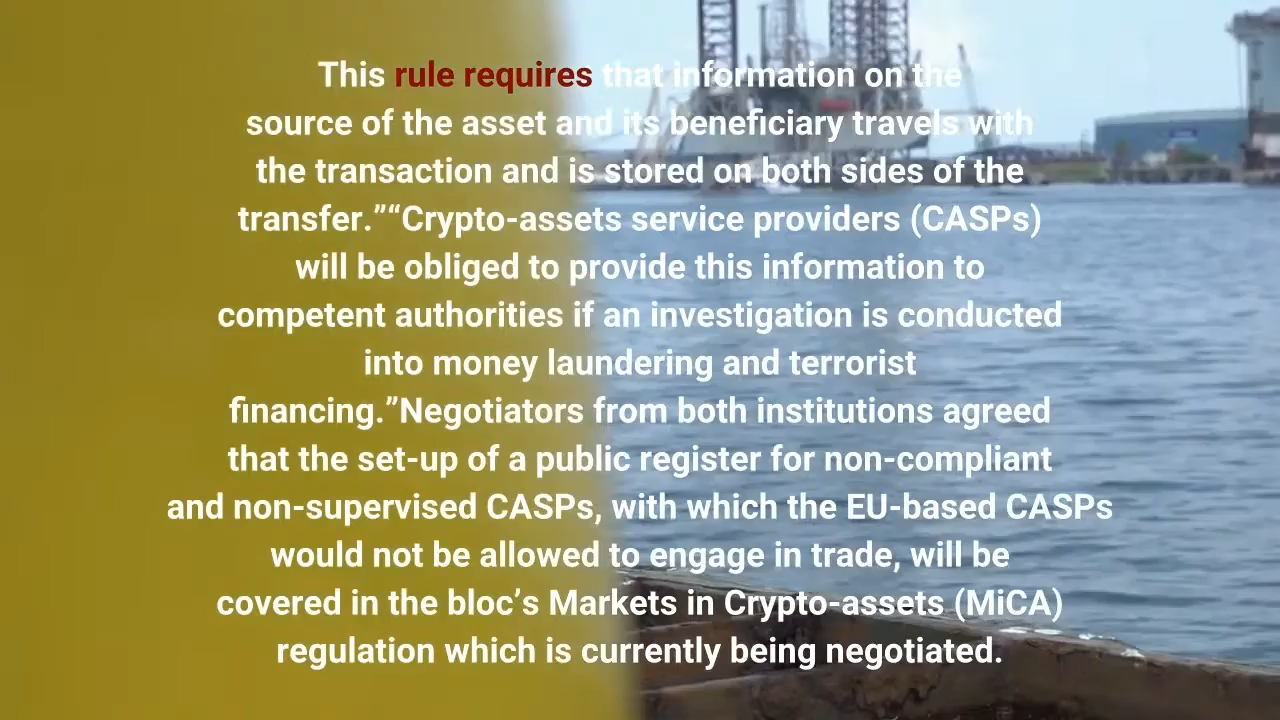 This rule requires that information on the
source of the asset and its beneficiary travels with
the transaction and is stored on both sides of the
transfer.”“Crypto-assets service providers (CASPs)
will be obliged to provide this information to
competent authorities if an investigation is conducted
into money laundering and terrorist
financing.”Negotiators from both institutions agreed
that the set-up of a public register for non-compliant
and non-supervised CASPs, with which the EU-based CASPs
would not be allowed to engage in trade, will be
covered in the bloc’s Markets in Crypto-assets (MiCA)
regulation which is currently being negotiated.